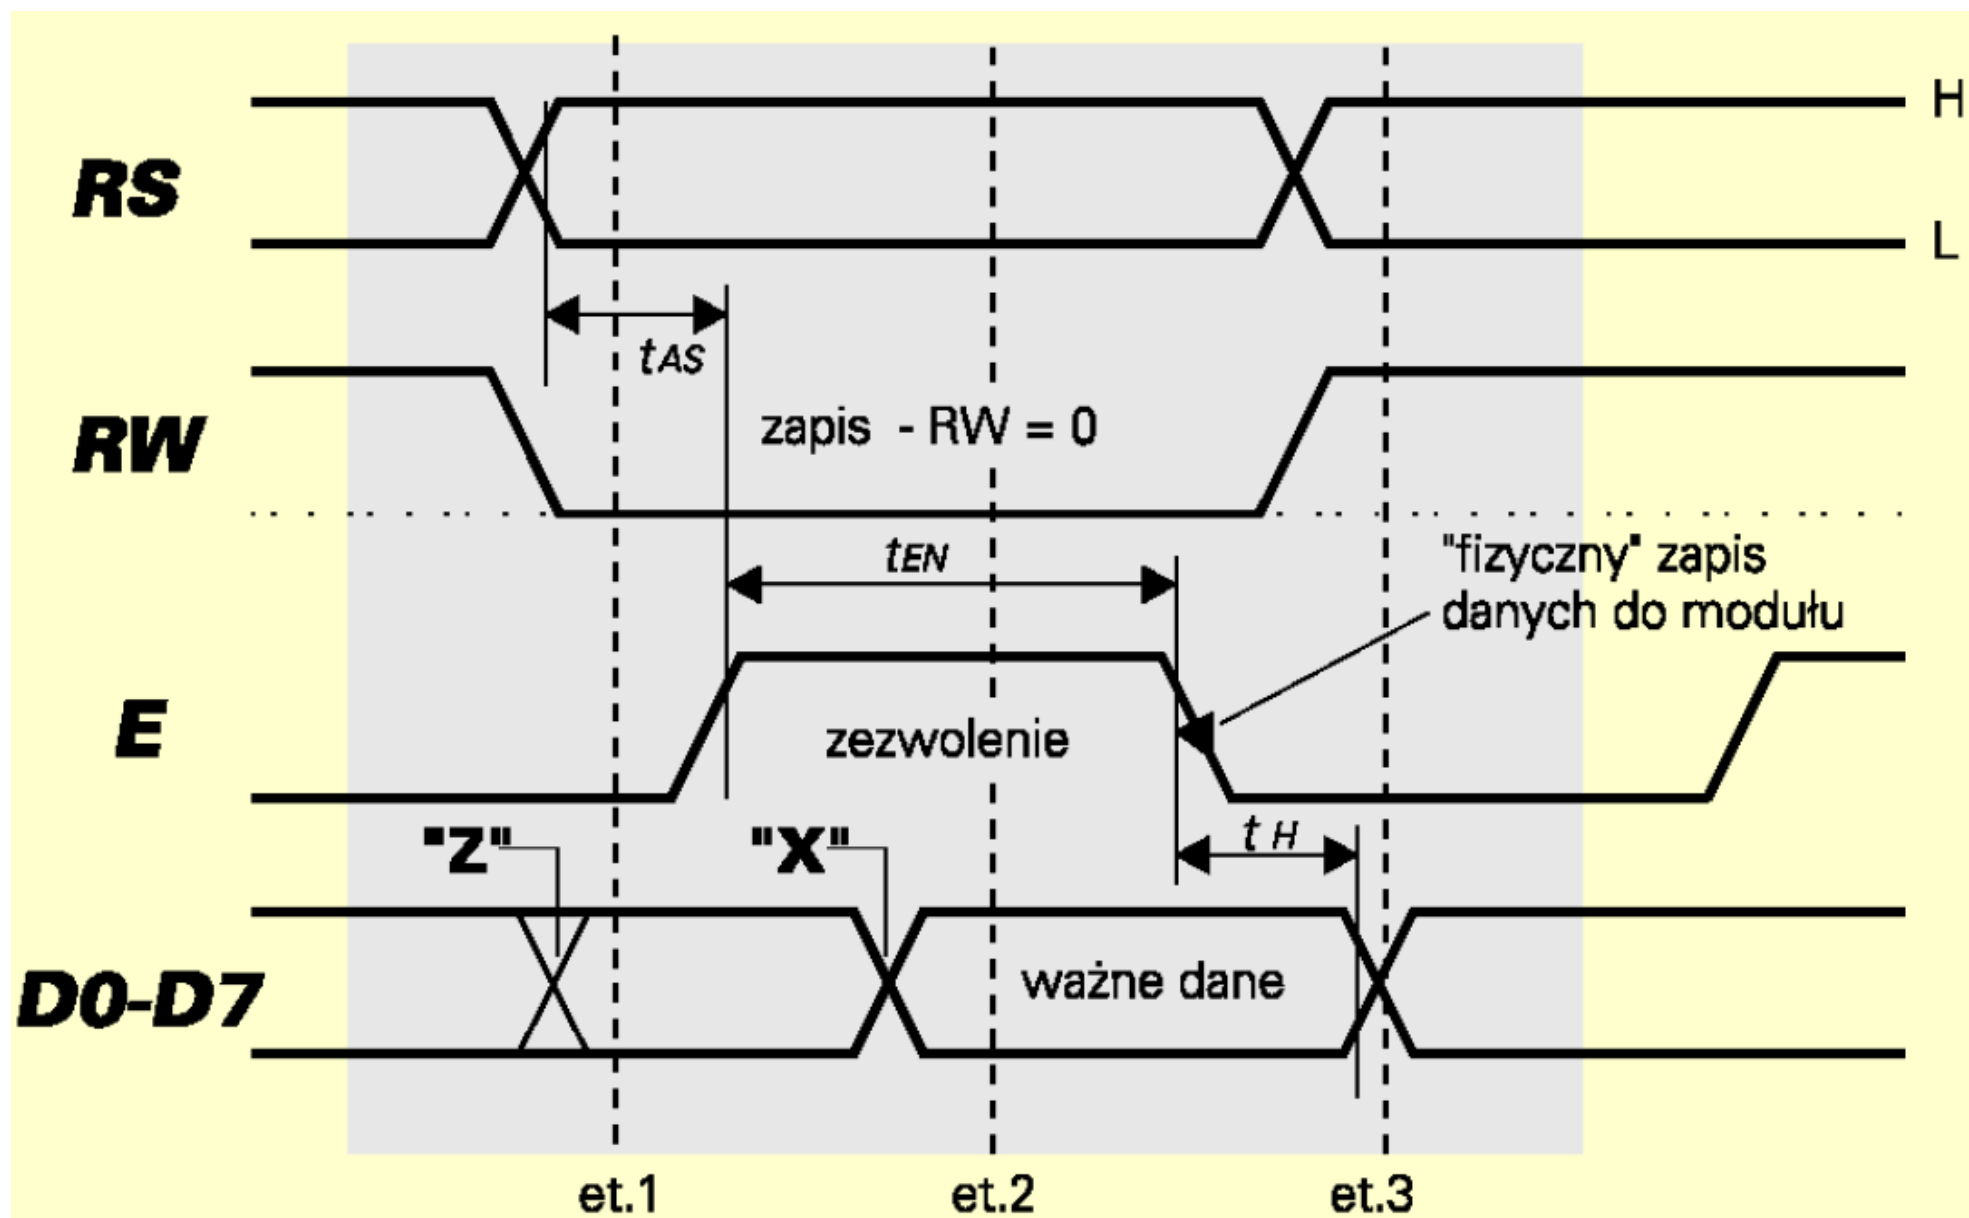 H
RS
L
tAS
RW
zapis - RW = 0
tEN
"fizyczny" zapis
danych do modułu
E
zezwolenie
"Z"
"X"
tH
D0-D7
ważne dane
et.1
et.2
et.3